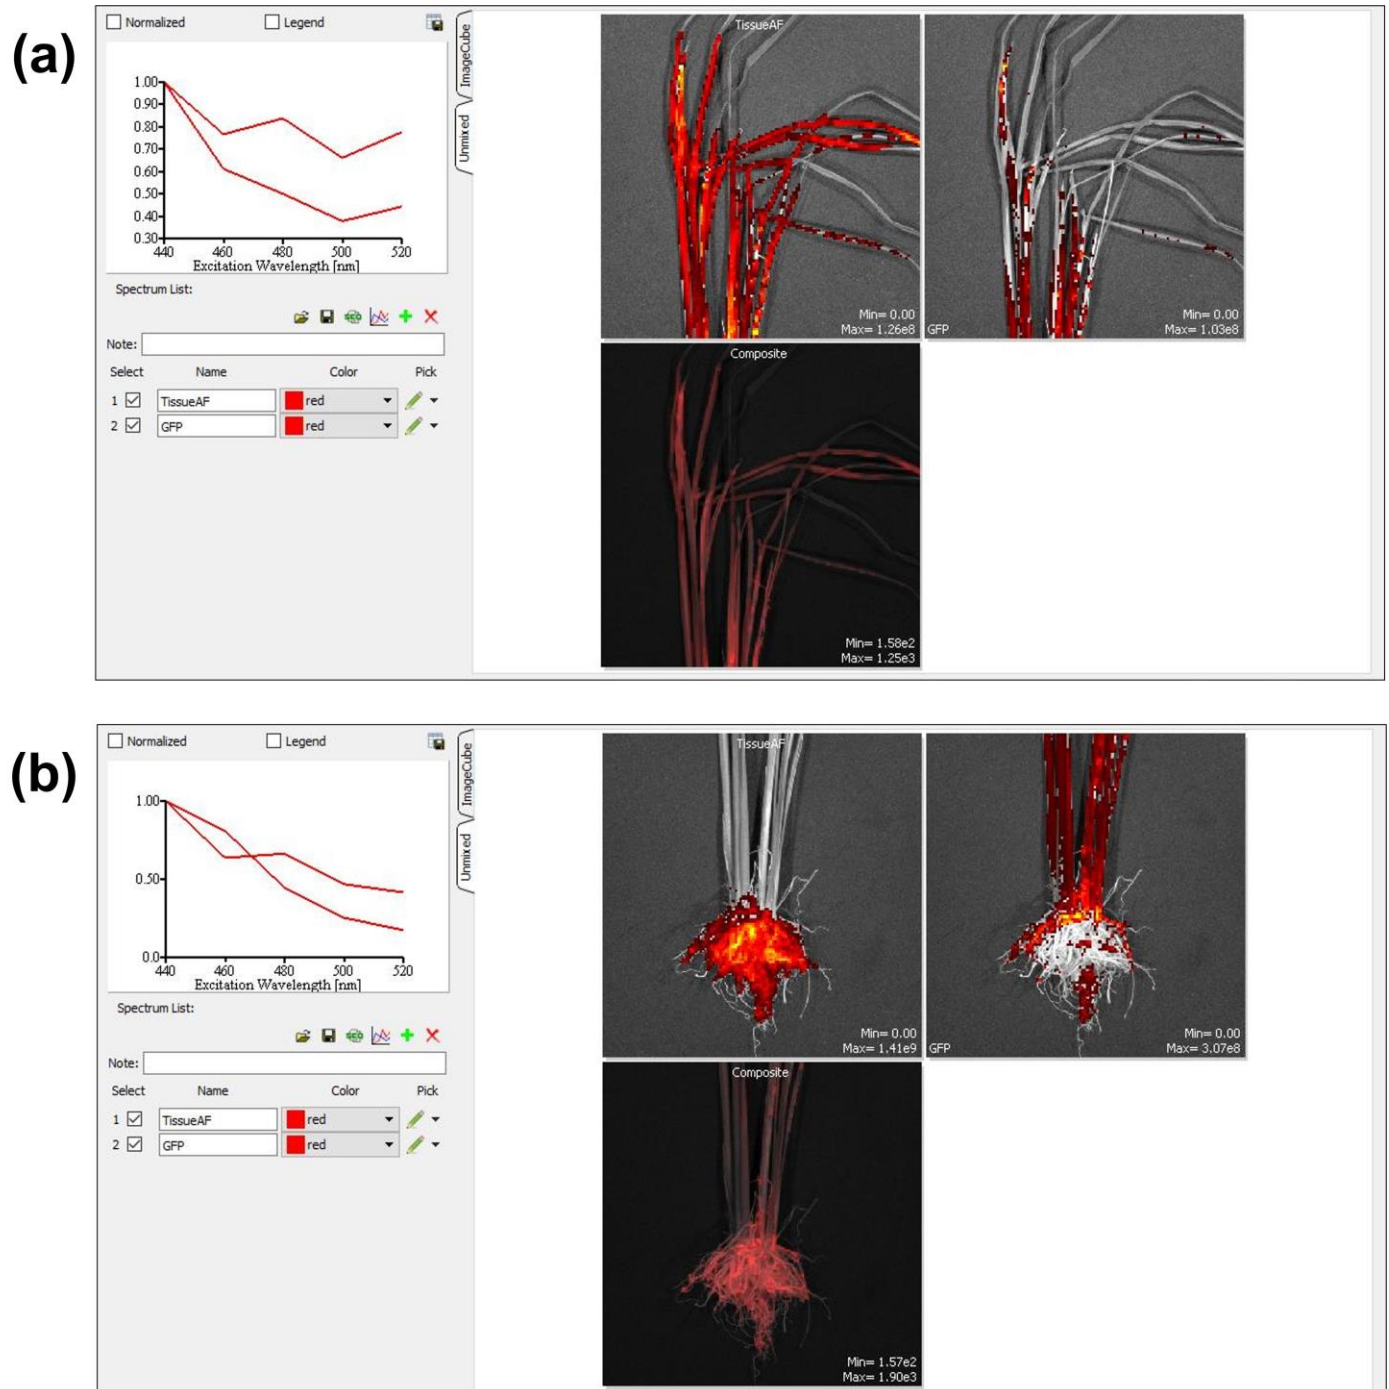 (a)
Normalized
Legend
1.00
0.90
0.80
0.70
0.60
0.50
0.40
0.30
440 460 480 500 520
Excitation Wavelength [nm]
ImageCube
Unmixed
Spectrum List:
Note:
Select Name Color Pick
1 TissueAF red
2 GFP red
TissueAF
Min= 0.00
Max= 1.26e8
GFP
Min= 0.00
Max= 1.03e8
Composite
Min= 1.58e2
Max= 1.25e3
(b)
Normalized
Legend
1.00
0.50
0.0
440 460 480 500 520
Excitation Wavelength [nm]
ImageCube
Unmixed
Spectrum List:
Note:
Select Name Color Pick
1 TissueAF red
2 GFP red
TissueAF
Min= 0.00
Max= 1.41e9
GFP
Min= 0.00
Max= 3.07e8
Composite
Min= 1.57e2
Max= 1.90e3